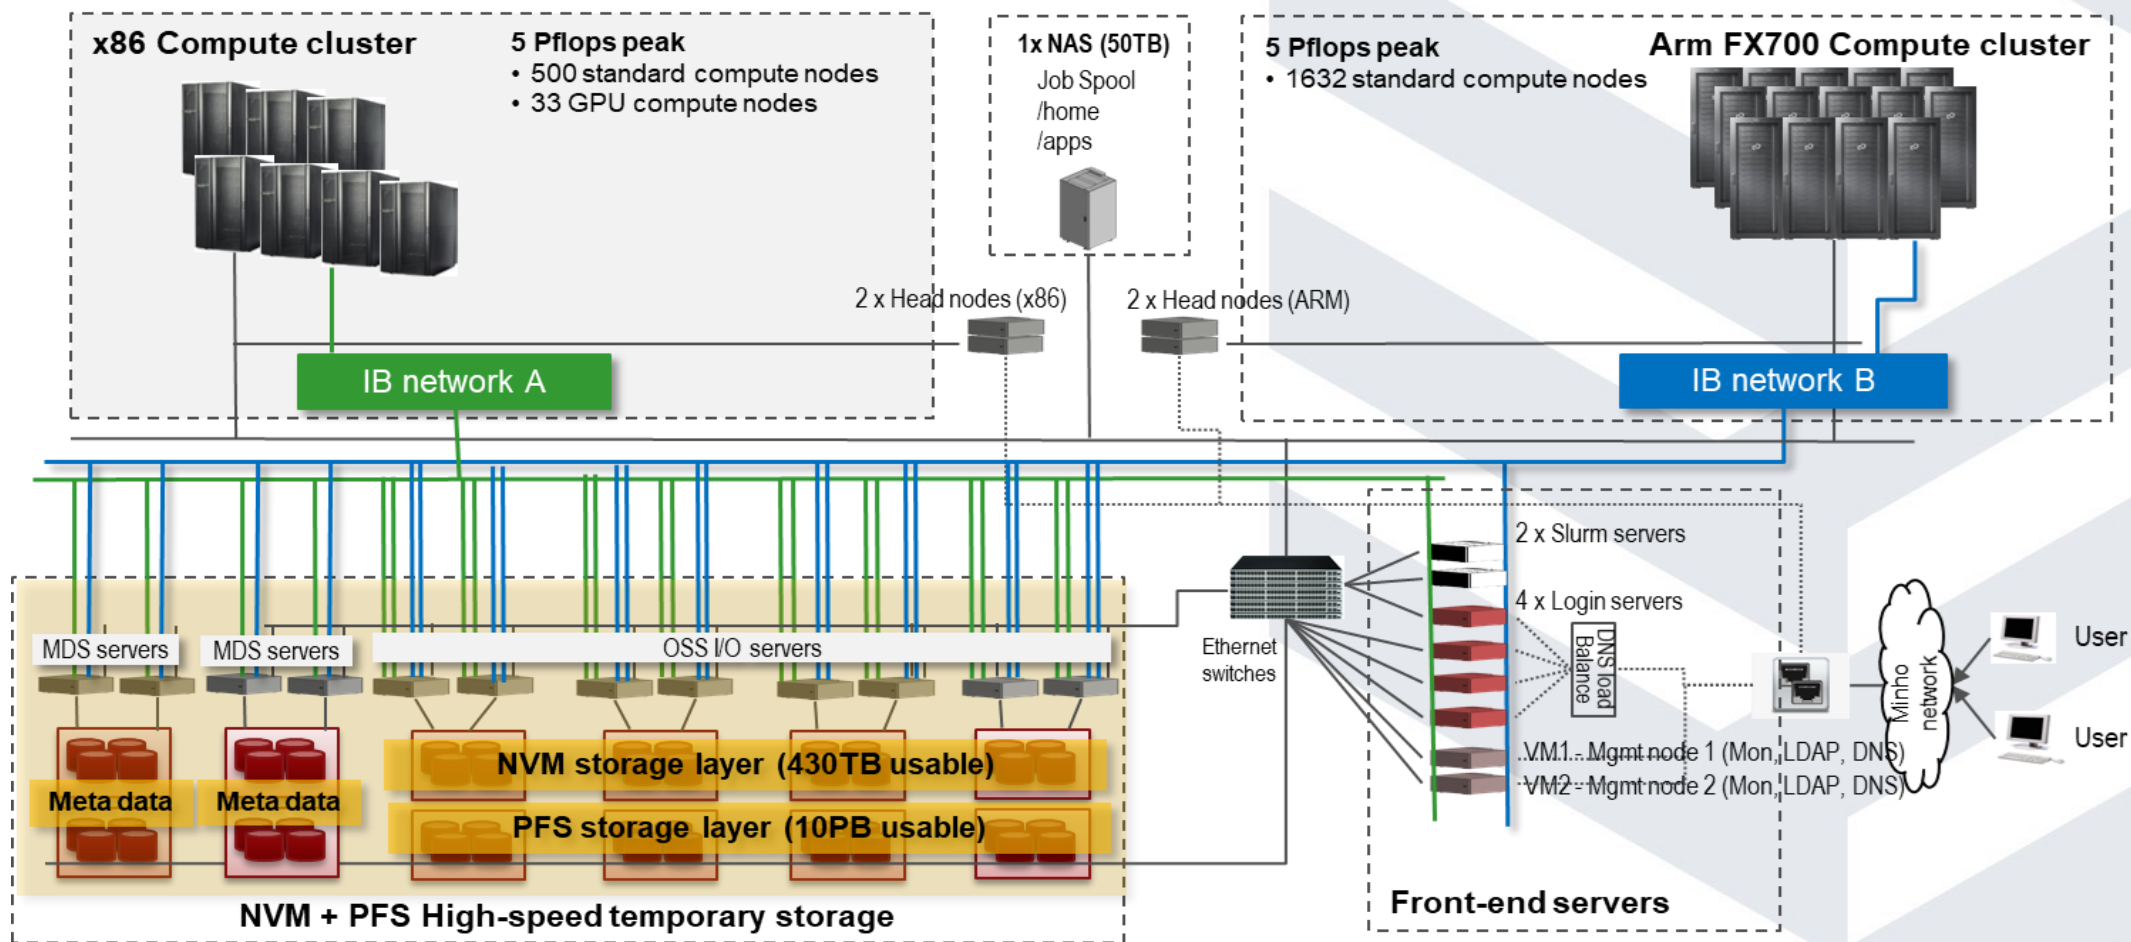 x86 Compute cluster
5 Pflops peak
• 500 standard compute nodes
• 33 GPU compute nodes
1x NAS (50TB)
Job Spool
/home
/apps
5 Pflops peak
• 1632 standard compute nodes
Arm FX700 Compute cluster
2 x Head nodes (x86)
2 x Head nodes (ARM)
IB network A
IB network B
2 x Slurm servers
4 x Login servers
DNS load
Balance
Ethernet
switches
MDS servers
MDS servers
OSS I/O servers
Minho
network
User
User
VM1 - Mgmt node 1 (Mon, LDAP, DNS)
VM2 - Mgmt node 2 (Mon, LDAP, DNS)
NVM storage layer (430TB usable)
Meta data
Meta data
PFS storage layer (10PB usable)
NVM + PFS High-speed temporary storage
Front-end servers